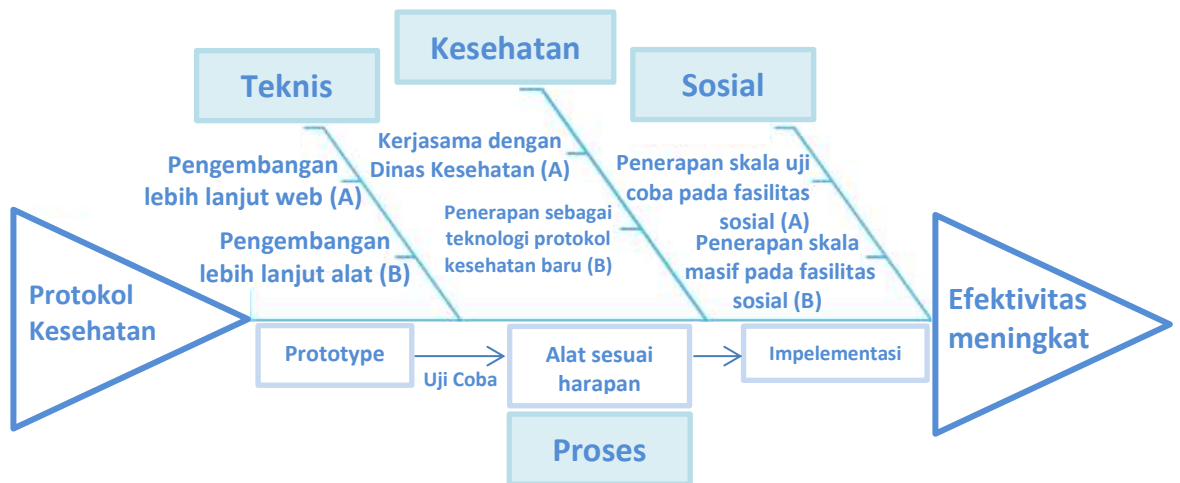 Kesehatan
Teknis
Sosial
Kerjasama dengan
Dinas Kesehatan (A)
Pengembangan
lebih lanjut web (A)
Penerapan skala uji
coba pada fasilitas
sosial (A)
Penerapan sebagai
teknologi protokol
kesehatan baru (B)
Pengembangan
lebih lanjut alat (B)
Penerapan skala
masif pada fasilitas
sosial (B)
Protokol
Kesehatan
Efektivitas
meningkat
Prototype
Uji Coba
Alat sesuai
harapan
Impelementasi
Proses